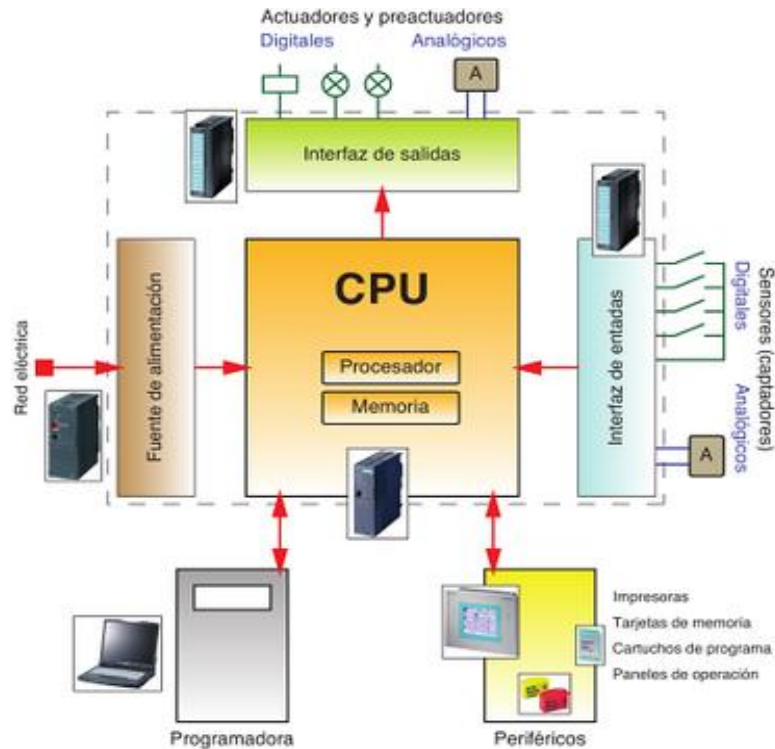 Actuadores y preactuadores
Digitales
Analógicos
A
Interfaz de salidas
CPU
Procesador
Memoria
Red eléctrica
Fuente de alimentación
Interfaz de entadas
Digitales
Analógicos
Sensores (captadores)
A
Impresoras
Tarjetas de memoria
Cartuchos de programa
Paneles de operación
Programadora
Periféricos